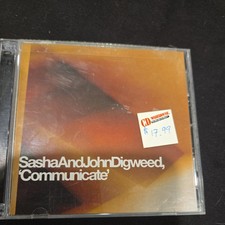 $17.99
SashaAndJohnDigweed,
'Communicate'